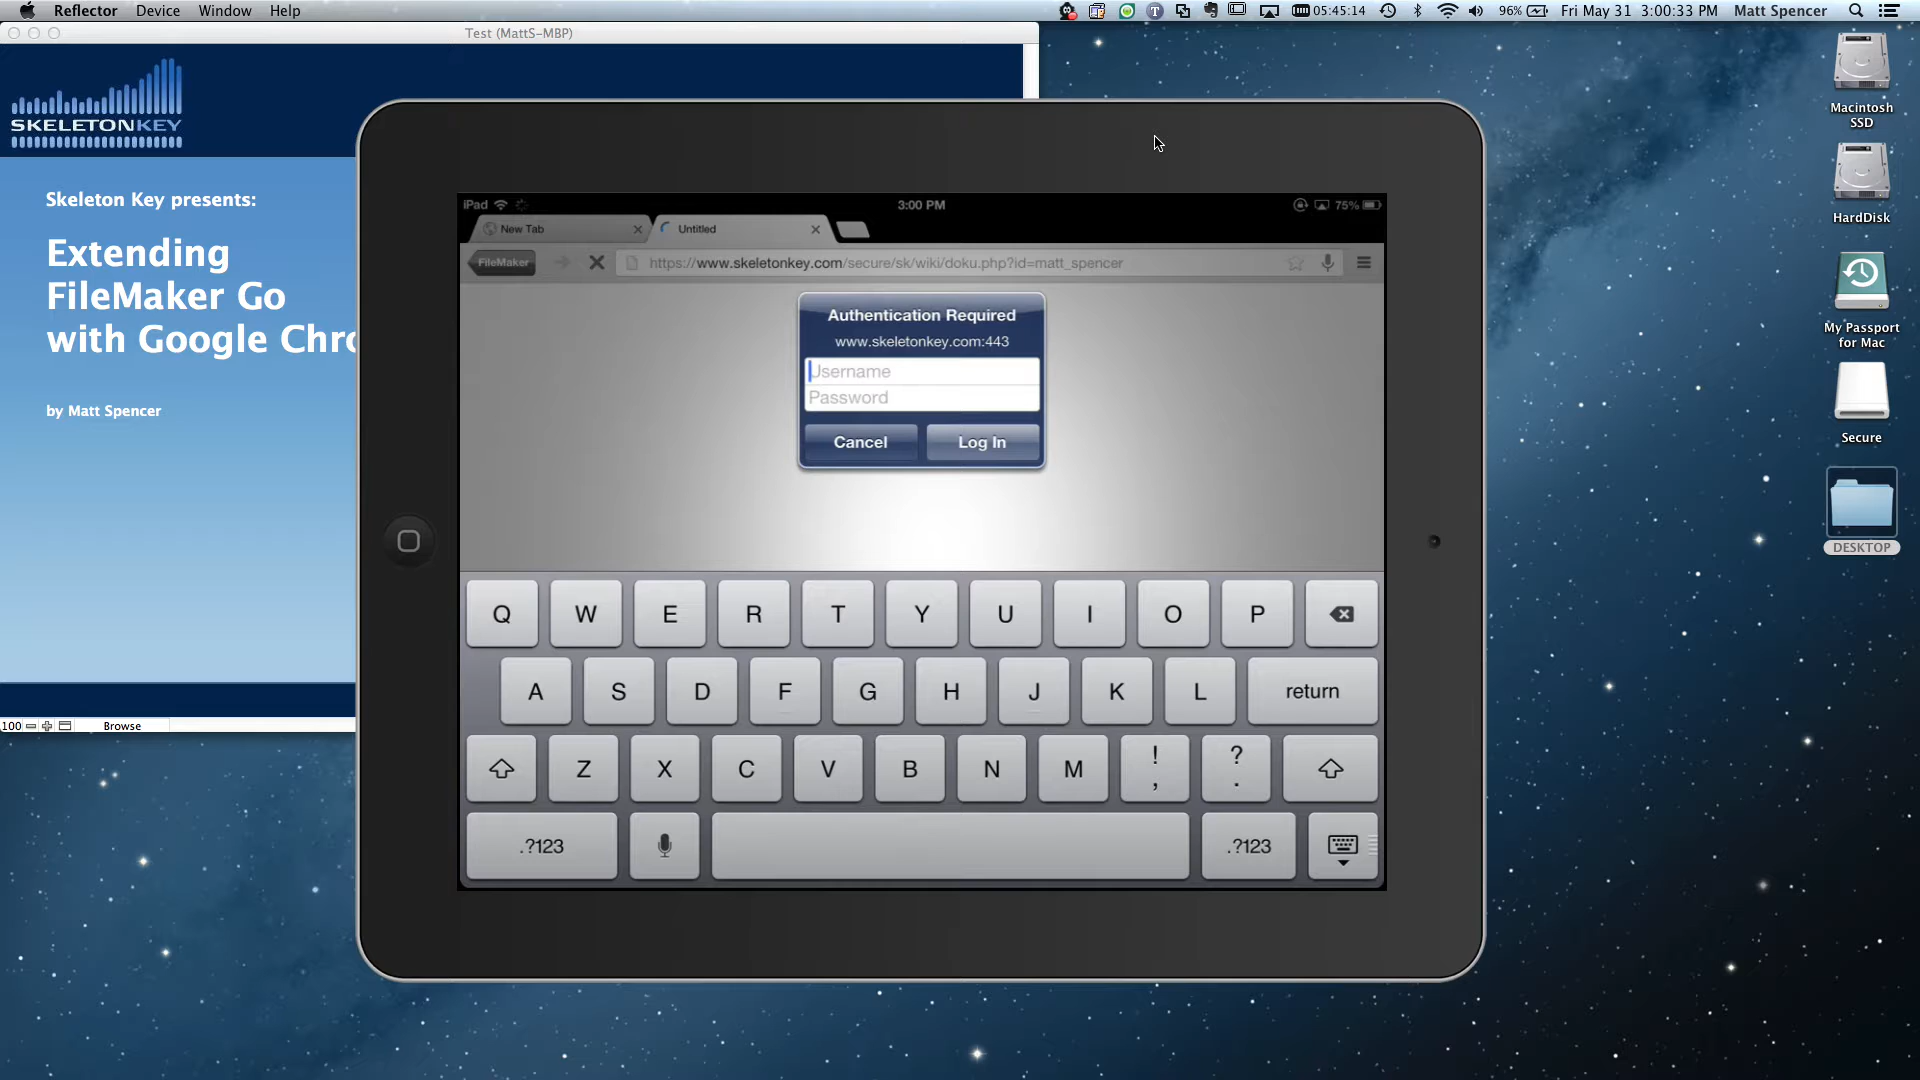 Reflector Device Window Help
05:45:14 96% Fri May 31 3:00:33 PM Matt Spencer
Test (MattS-MBP)
SKELETONKEY
Skeleton Key presents:
Extending
FileMaker Go
with Google Chro
by Matt Spencer
100 Browse
iPad 3:00 PM 75%
New Tab Untitled
FileMaker https://www.skeletonkey.com/secure/sk/wiki/doku.php?id=matt_spencer
Authentication Required
www.skeletonkey.com:443
Username
Password
Cancel Log In
Q W E R T Y U I O P
A S D F G H J K L return
Z X C V B N M ! , ? .
.?123 .?123
Macintosh
SSD
HardDisk
My Passport
for Mac
Secure
DESKTOP